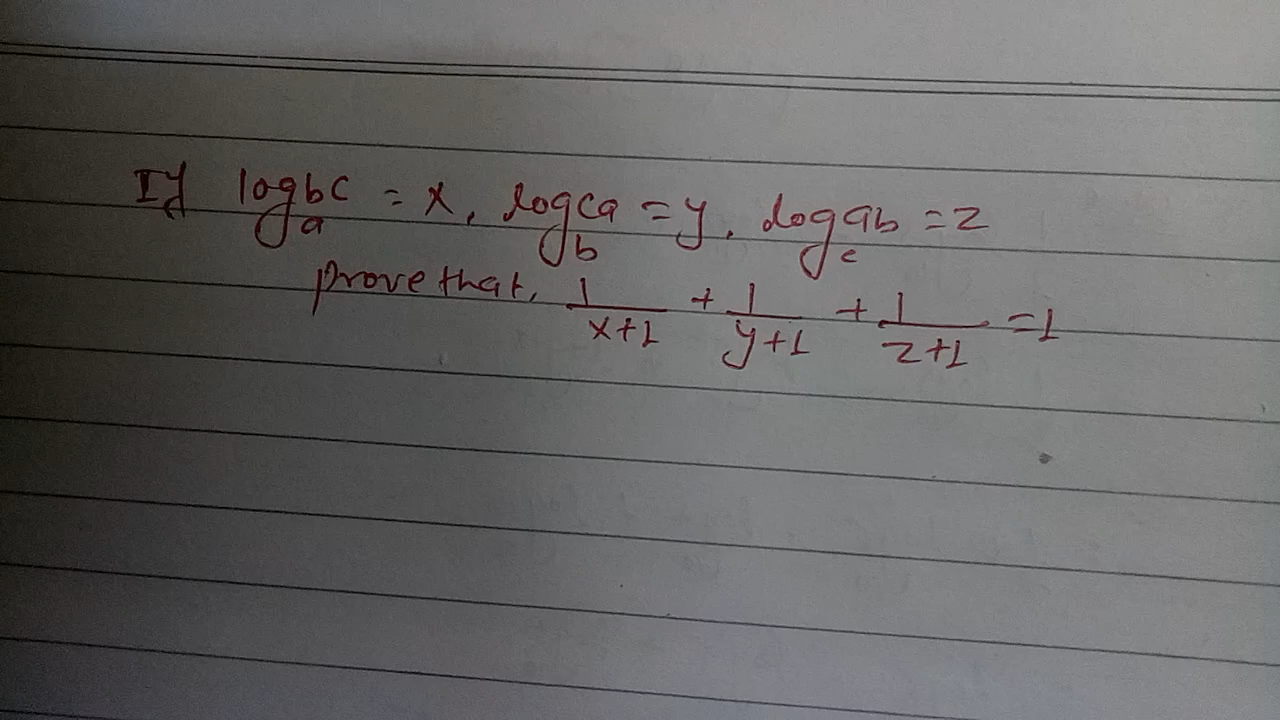 If log_a bc = x, log_b ca = y, log_c ab = z
prove that, 1/(x+1) + 1/(y+1) + 1/(z+1) = 1